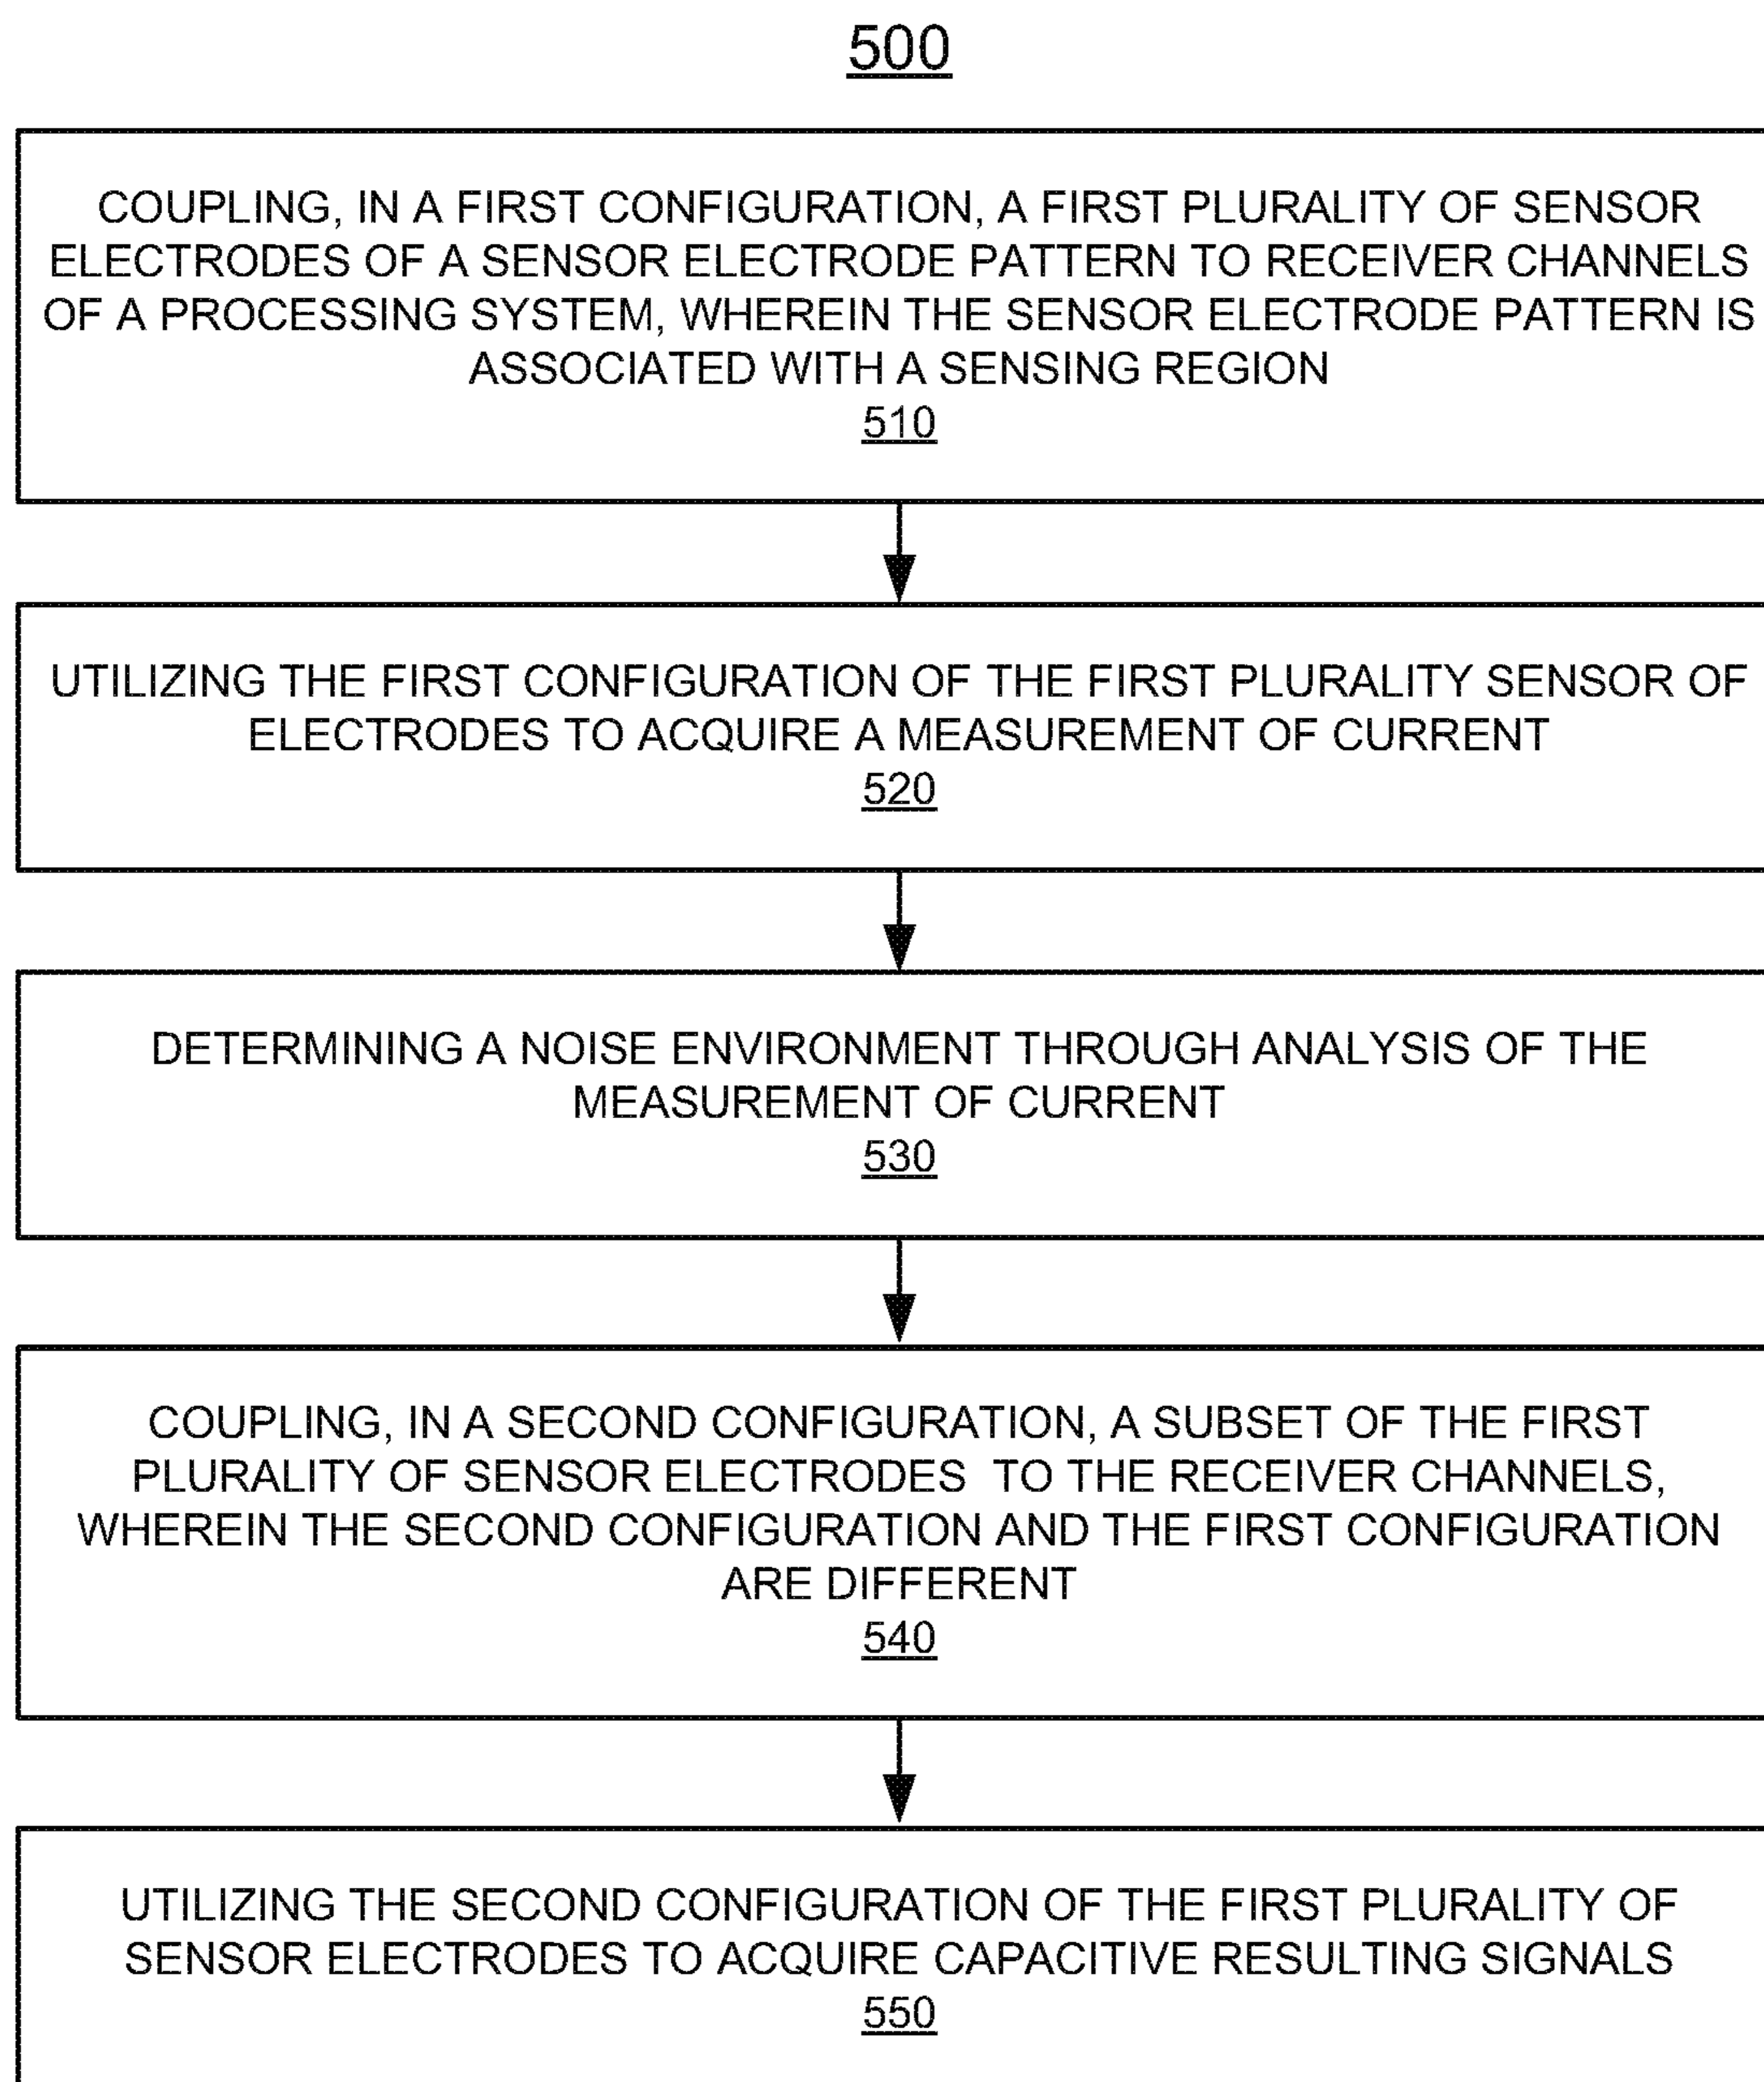 500
COUPLING, IN A FIRST CONFIGURATION, A FIRST PLURALITY OF SENSOR
ELECTRODES OF A SENSOR ELECTRODE PATTERN TO RECEIVER CHANNELS
OF A PROCESSING SYSTEM, WHEREIN THE SENSOR ELECTRODE PATTERN IS
ASSOCIATED WITH A SENSING REGION
510
UTILIZING THE FIRST CONFIGURATION OF THE FIRST PLURALITY SENSOR OF
ELECTRODES TO ACQUIRE A MEASUREMENT OF CURRENT
520
DETERMINING A NOISE ENVIRONMENT THROUGH ANALYSIS OF THE
MEASUREMENT OF CURRENT
530
COUPLING, IN A SECOND CONFIGURATION, A SUBSET OF THE FIRST
PLURALITY OF SENSOR ELECTRODES TO THE RECEIVER CHANNELS,
WHEREIN THE SECOND CONFIGURATION AND THE FIRST CONFIGURATION
ARE DIFFERENT
540
UTILIZING THE SECOND CONFIGURATION OF THE FIRST PLURALITY OF
SENSOR ELECTRODES TO ACQUIRE CAPACITIVE RESULTING SIGNALS
550